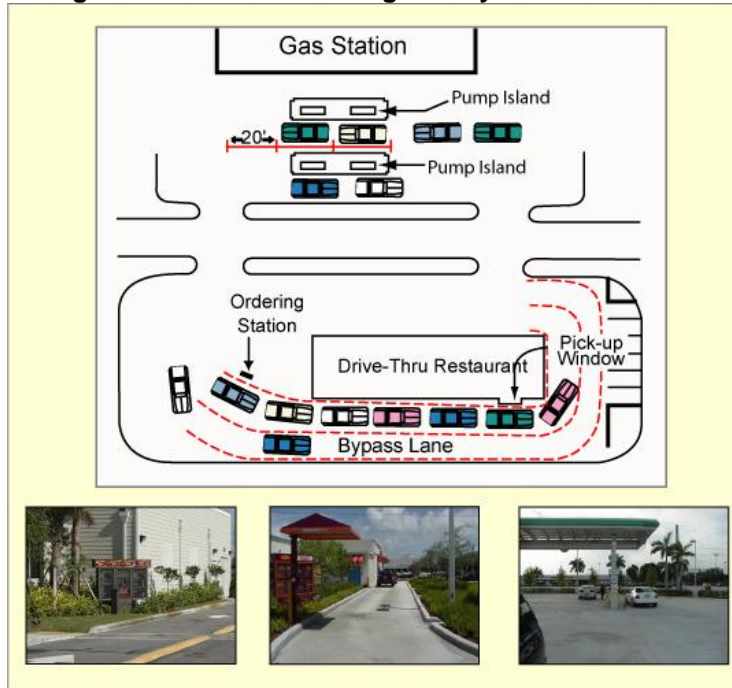 Gas Station
Pump Island
20'
Pump Island
Ordering
Station
Drive-Thru Restaurant
Pick-up
Window
Bypass Lane